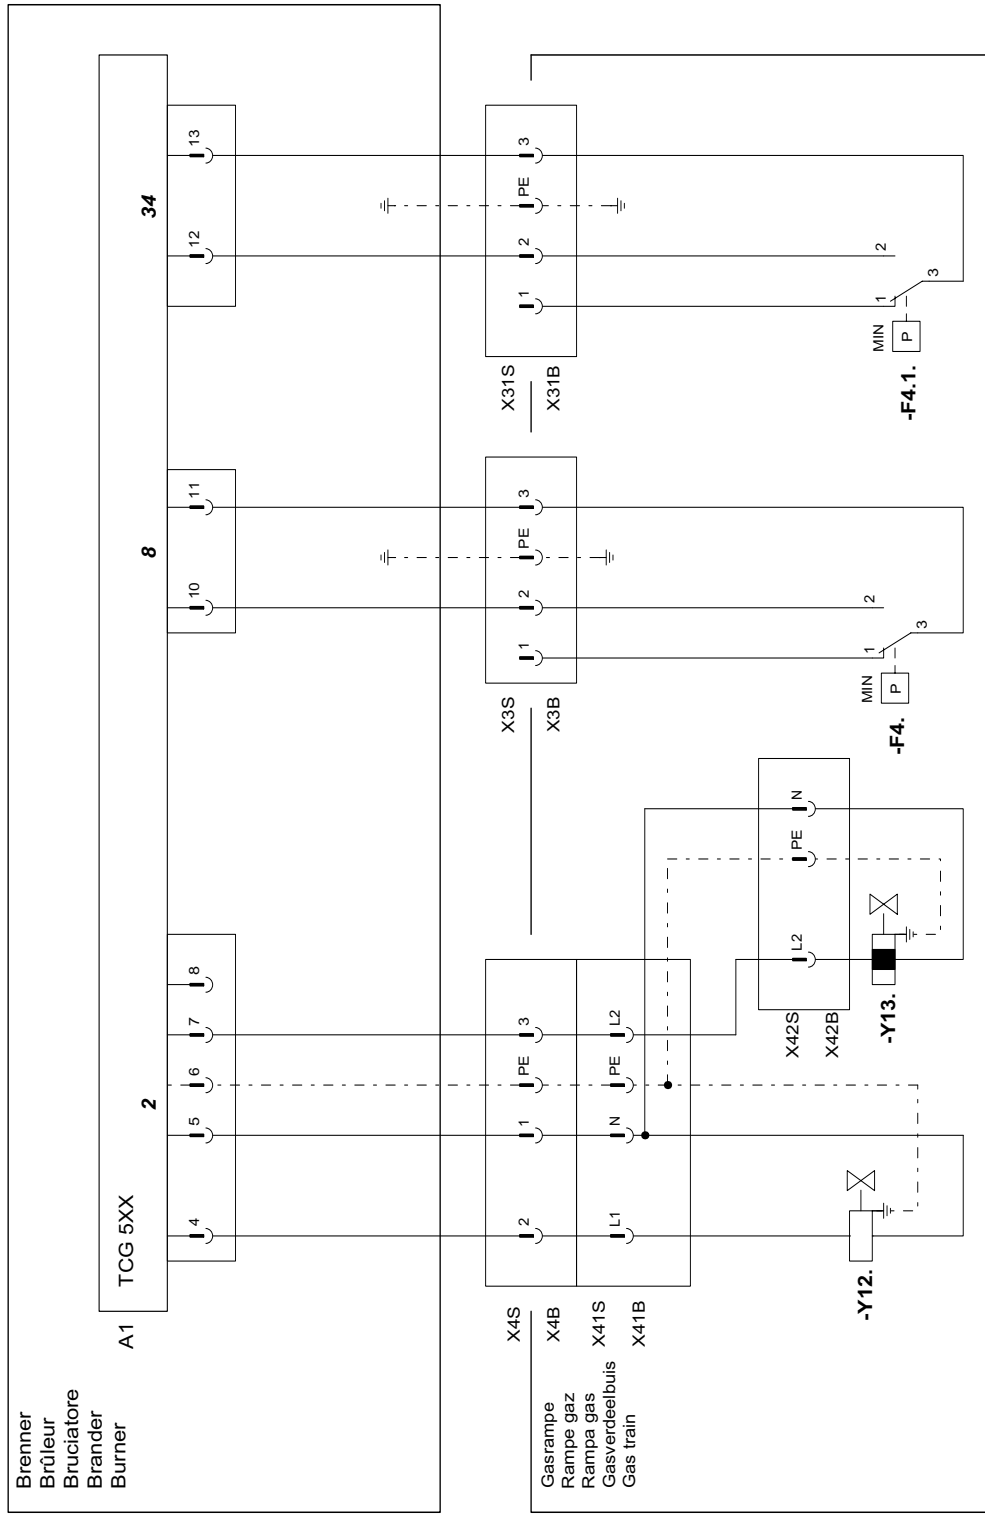 Brenner
Brûleur
Bruciatore
Brander
Burner
A1
TCG 5XX
2
8
34
4
5
6
7
8
10
11
12
13
Gasrampe
Rampe gaz
Rampa gas
Gasverdeelbuis
Gas train
X4S
X4B
X41S
X41B
2
1
PE
3
L1
N
PE
L2
X3S
X3B
1
2
PE
3
X31S
X31B
1
2
PE
3
X42S
X42B
L2
PE
N
-Y12.
-Y13.
MIN
P
1
2
3
-F4.
MIN
P
1
2
3
-F4.1.